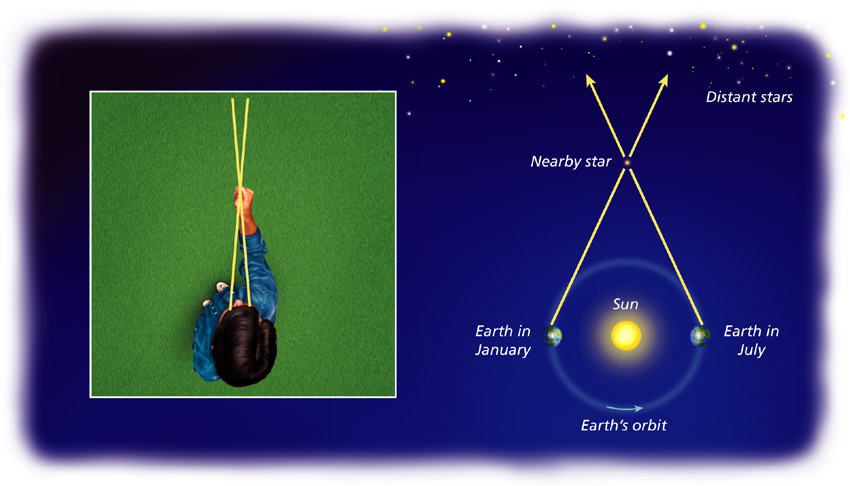 Distant stars
Nearby star
Sun
Earth in
January
Earth in
July
Earth's orbit